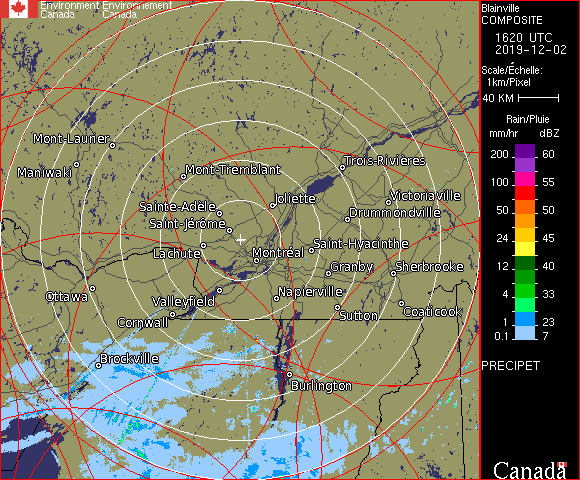 Environment Environnement
Canada Canada
Blainville
COMPOSITE
1620 UTC
2019-12-02
Scale/Échelle:
1km/Pixel
40 KM
Rain/Pluie
mm/hr dBZ
200 60
100 55
50 50
24 45
12 40
4 33
1 23
0.1 7
PRECIPET
Mont-Laurier
Maniwaki
Mont-Tremblant
Trois-Rivières
Joliette
Victoriaville
Sainte-Adèle
Drummondville
Saint-Jérôme
Saint-Hyacinthe
Lachute
Montréal
Granby
Sherbrooke
Ottawa
Valleyfield
Napierville
Cornwall
Sutton
Coaticook
Brockville
Burlington
Canada